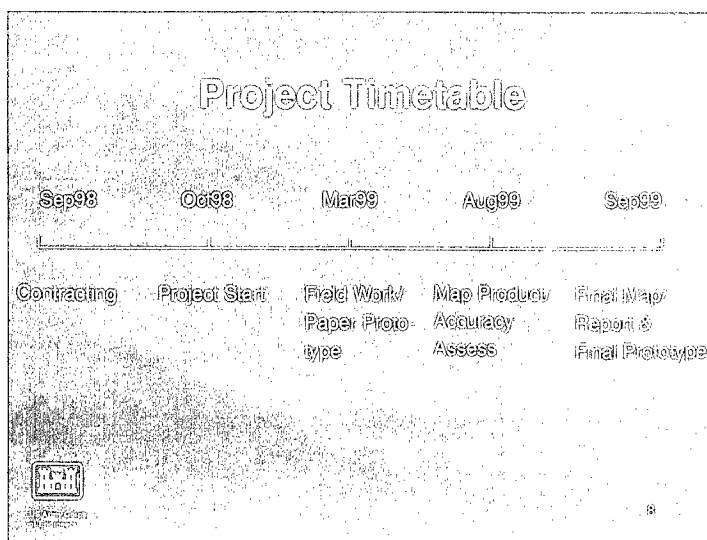 Project Timetable
Sep98 Oct98 Mar99 Aug99 Sep99
Contracting Project Start Field Work/ Map Product/ Final Map/
Paper Proto- Accuracy Report &
type Assess Final Prototype
8